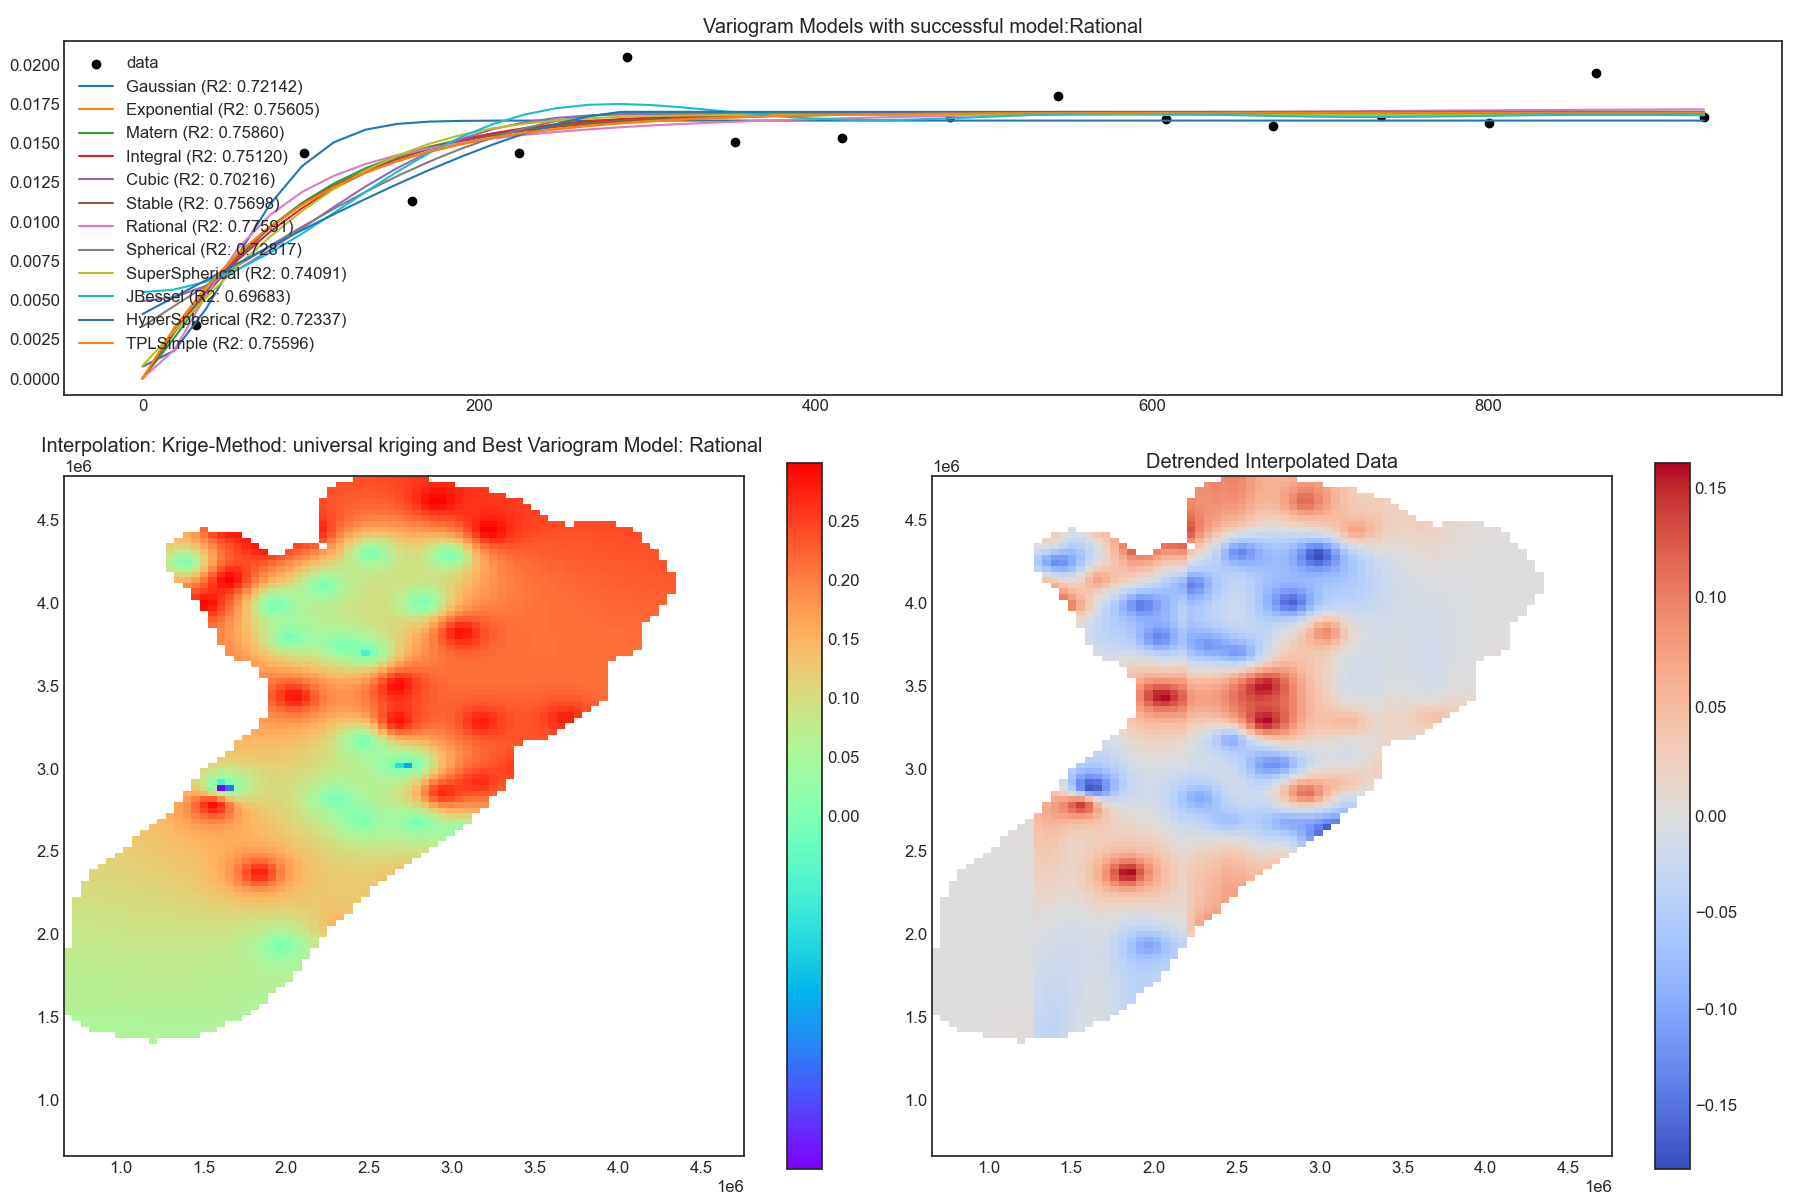 Variogram Models with successful model:Rational
0.0200
0.0175
0.0150
0.0125
0.0100
0.0075
0.0050
0.0025
0.0000
data
Gaussian (R2: 0.72142)
Exponential (R2: 0.75605)
Matern (R2: 0.75860)
Integral (R2: 0.75120)
Cubic (R2: 0.70216)
Stable (R2: 0.75698)
Rational (R2: 0.77591)
Spherical (R2: 0.72817)
SuperSpherical (R2: 0.74091)
JBessel (R2: 0.69683)
HyperSpherical (R2: 0.72337)
TPLSimple (R2: 0.75596)
0 200 400 600 800
Interpolation: Krige-Method: universal kriging and Best Variogram Model: Rational
1e6
4.5
4.0
3.5
3.0
2.5
2.0
1.5
1.0
1.0 1.5 2.0 2.5 3.0 3.5 4.0 4.5
1e6
0.25
0.20
0.15
0.10
0.05
0.00
Detrended Interpolated Data
1e6
4.5
4.0
3.5
3.0
2.5
2.0
1.5
1.0
1.0 1.5 2.0 2.5 3.0 3.5 4.0 4.5
1e6
0.15
0.10
0.05
0.00
−0.05
−0.10
−0.15